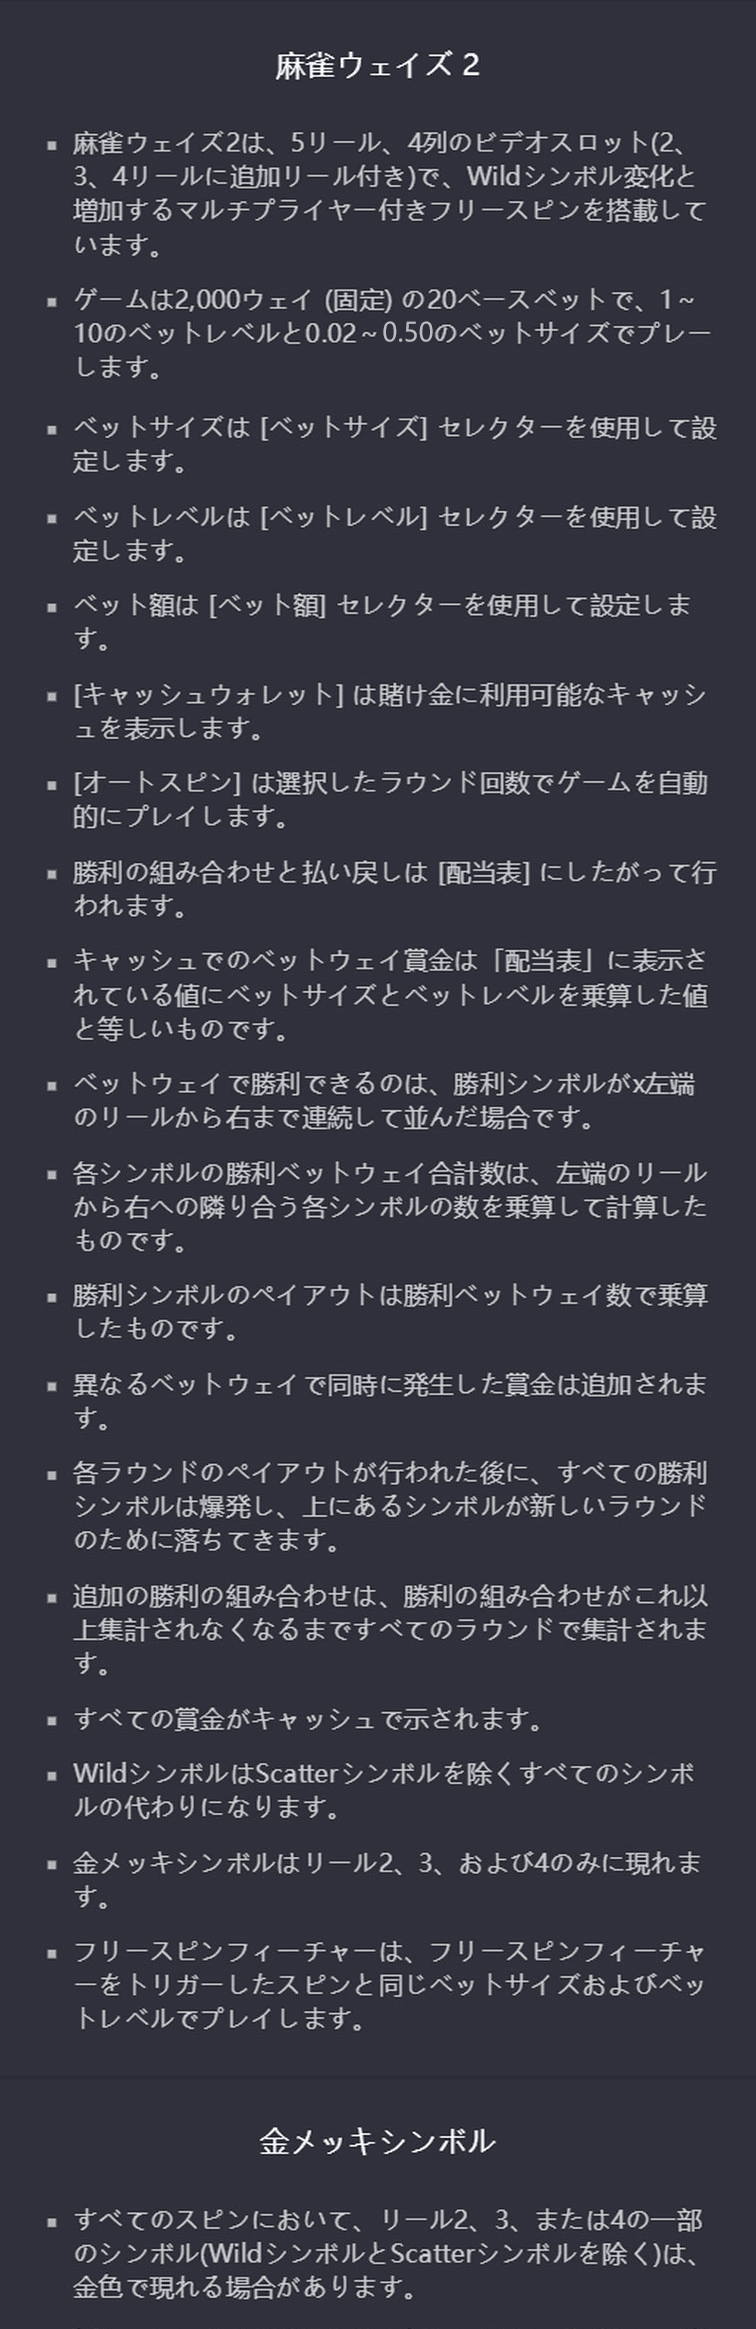 麻雀ウェイズ 2
▪ 麻雀ウェイズ2は、5リール、4列のビデオスロット(2、
3、4リールに追加リール付き)で、Wildシンボル変化と
増加するマルチプライヤー付きフリースピンを搭載して
います。
▪ ゲームは2,000ウェイ (固定) の20ベースベットで、1～
10のベットレベルと0.02～0.50のベットサイズでプレー
します。
▪ ベットサイズは [ベットサイズ] セレクターを使用して設
定します。
▪ ベットレベルは [ベットレベル] セレクターを使用して設
定します。
▪ ベット額は [ベット額] セレクターを使用して設定しま
す。
▪ [キャッシュウォレット] は賭け金に利用可能なキャッシ
ュを表示します。
▪ [オートスピン] は選択したラウンド回数でゲームを自動
的にプレイします。
▪ 勝利の組み合わせと払い戻しは [配当表] にしたがって行
われます。
▪ キャッシュでのベットウェイ賞金は「配当表」に表示さ
れている値にベットサイズとベットレベルを乗算した値
と等しいものです。
▪ ベットウェイで勝利できるのは、勝利シンボルがx左端
のリールから右まで連続して並んだ場合です。
▪ 各シンボルの勝利ベットウェイ合計数は、左端のリール
から右への隣り合う各シンボルの数を乗算して計算した
ものです。
▪ 勝利シンボルのペイアウトは勝利ベットウェイ数で乗算
したものです。
▪ 異なるベットウェイで同時に発生した賞金は追加されま
す。
▪ 各ラウンドのペイアウトが行われた後に、すべての勝利
シンボルは爆発し、上にあるシンボルが新しいラウンド
のために落ちてきます。
▪ 追加の勝利の組み合わせは、勝利の組み合わせがこれ以
上集計されなくなるまですべてのラウンドで集計されま
す。
▪ すべての賞金がキャッシュで示されます。
▪ WildシンボルはScatterシンボルを除くすべてのシンボ
ルの代わりになります。
▪ 金メッキシンボルはリール2、3、および4のみに現れま
す。
▪ フリースピンフィーチャーは、フリースピンフィーチャ
ーをトリガーしたスピンと同じベットサイズおよびベッ
トレベルでプレイします。
金メッキシンボル
▪ すべてのスピンにおいて、リール2、3、または4の一部
のシンボル(WildシンボルとScatterシンボルを除く)は、
金色で現れる場合があります。